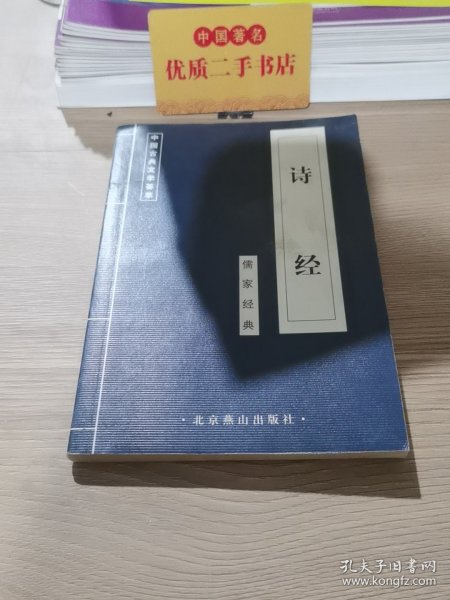 中国著名
优质二手书店
中国古典文学荟萃
诗经
儒家经典
·北京燕山出版社·
孔夫子旧书网
www.kongfz.com